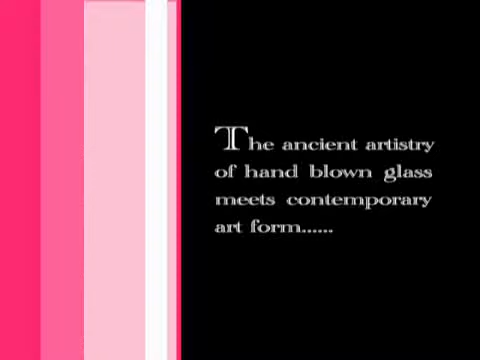 The ancient artistry
of hand blown glass
meets contemporary
art form......